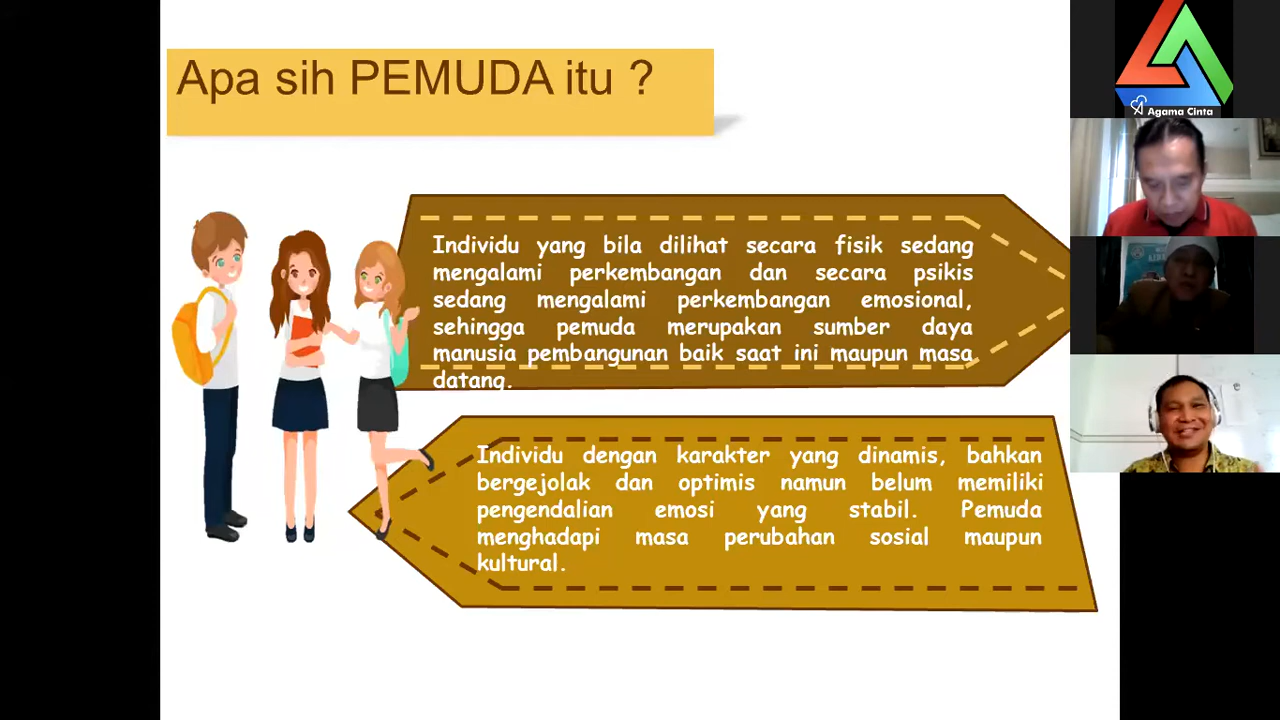 Apa sih PEMUDA itu ?
Individu yang bila dilihat secara fisik sedang
mengalami perkembangan dan secara psikis
sedang mengalami perkembangan emosional,
sehingga pemuda merupakan sumber daya
manusia pembangunan baik saat ini maupun masa
datang.
Individu dengan karakter yang dinamis, bahkan
bergejolak dan optimis namun belum memiliki
pengendalian emosi yang stabil. Pemuda
menghadapi masa perubahan sosial maupun
kultural.
Agama Cinta